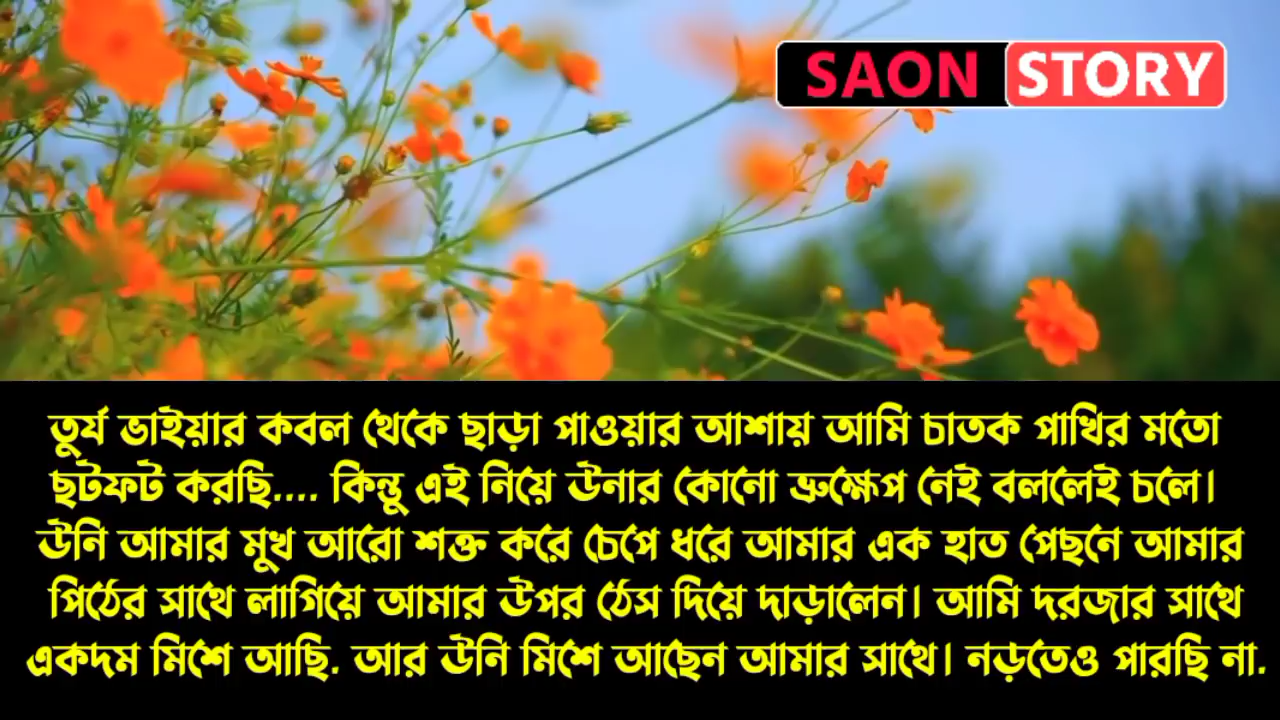 SAON STORY
তুর্য ভাইয়ার কবল থেকে ছাড়া পাওয়ার আশায় আমি চাতক পাখির মতো
ছটফট করছি.... কিন্তু এই নিয়ে উনার কোনো ভ্রুক্ষেপ নেই বললেই চলে।
উনি আমার মুখ আরো শক্ত করে চেপে ধরে আমার এক হাত পেছনে আমার
পিঠের সাথে লাগিয়ে আমার উপর ঠেস দিয়ে দাড়ালেন। আমি দরজার সাথে
একদম মিশে আছি. আর উনি মিশে আছেন আমার সাথে। নড়তেও পারছি না.